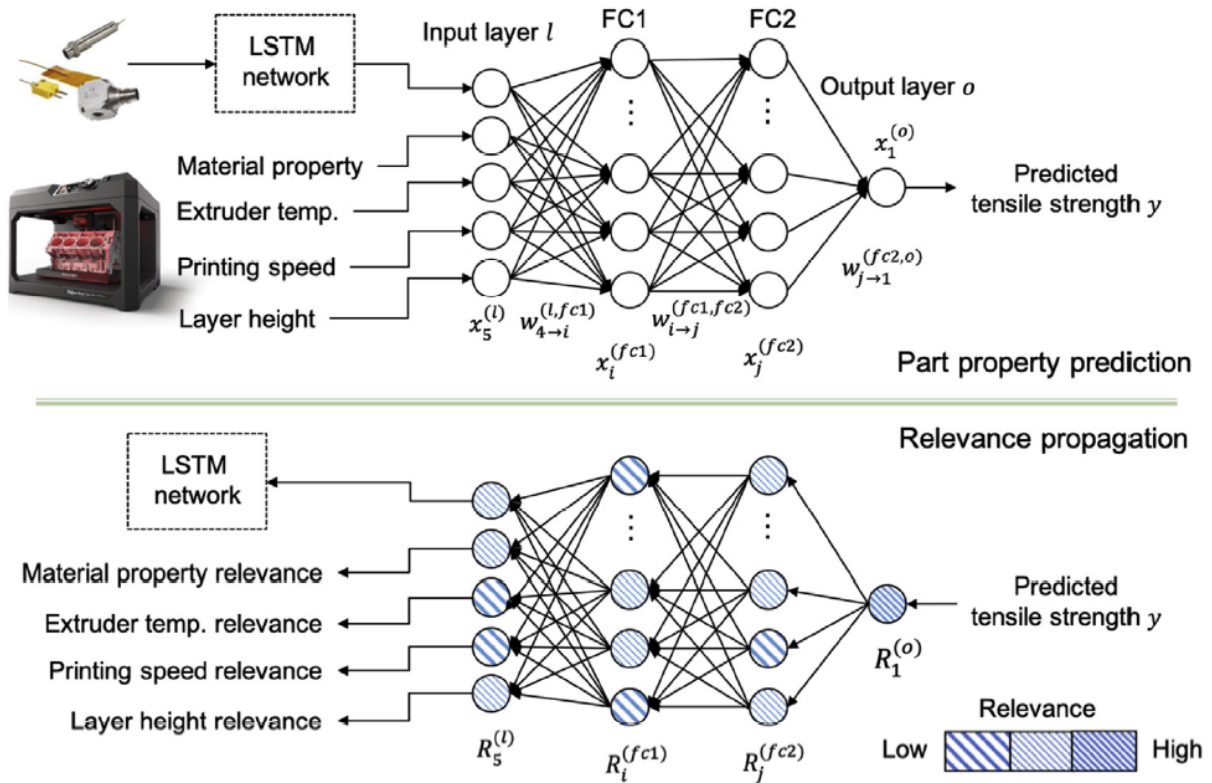 LSTM
network
Input layer l
FC1
FC2
Output layer o
x_1^{(o)}
Material property
Extruder temp.
Printing speed
Layer height
Predicted
tensile strength y
x_5^{(l)}
w_{4→i}^{(l,fc1)}
w_{i→j}^{(fc1,fc2)}
w_{j→1}^{(fc2,o)}
x_i^{(fc1)}
x_j^{(fc2)}
Part property prediction
Relevance propagation
LSTM
network
Material property relevance
Extruder temp. relevance
Printing speed relevance
Layer height relevance
Predicted
tensile strength y
R_1^{(o)}
R_5^{(l)}
R_i^{(fc1)}
R_j^{(fc2)}
Relevance
Low
High